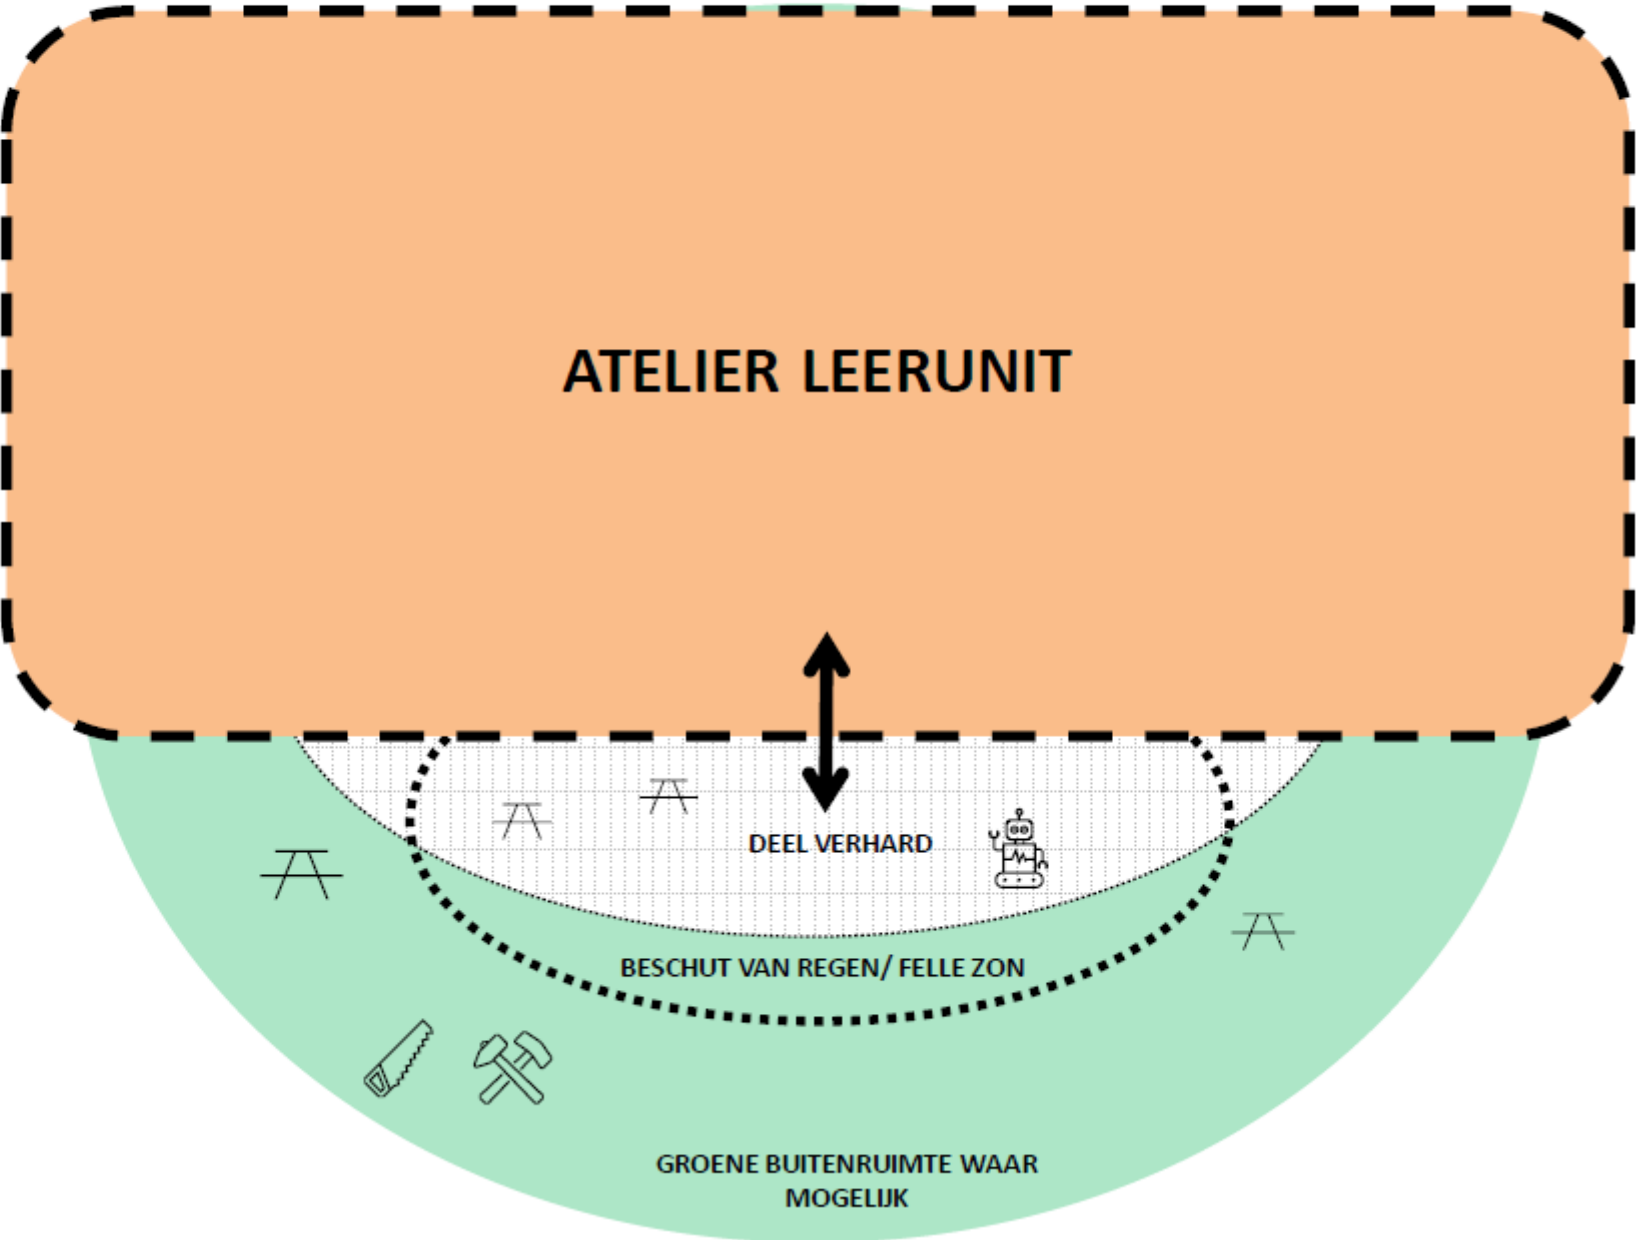 ATELIER LEERUNIT
DEEL VERHARD
BESCHUT VAN REGEN/ FELLE ZON
GROENE BUITENRUIMTE WAAR
MOGELIJK